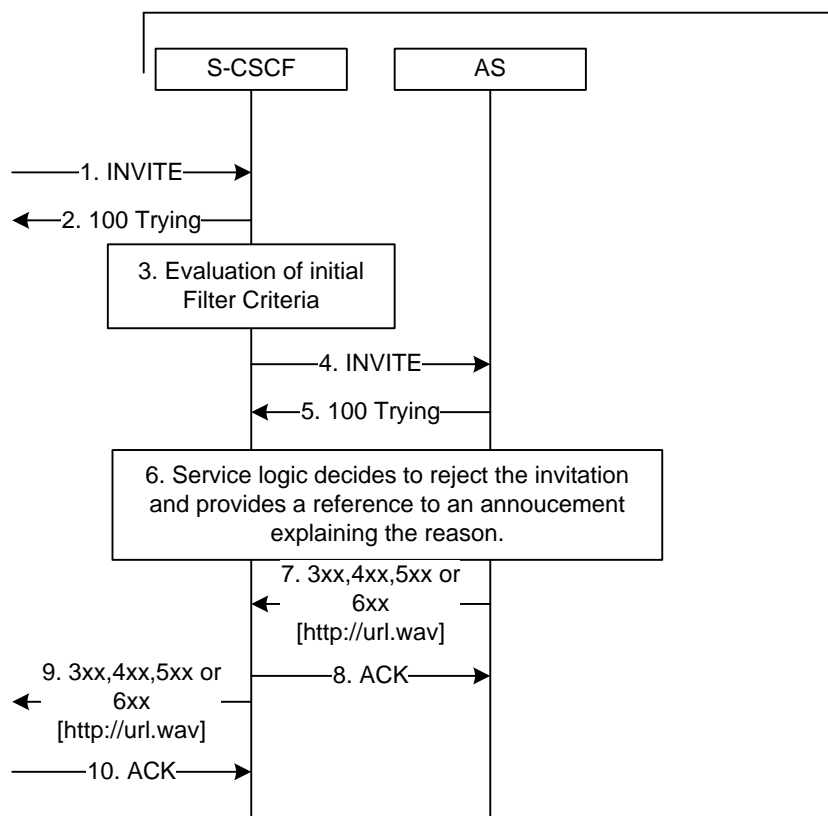 S-CSCF
AS
1. INVITE
2. 100 Trying
3. Evaluation of initial
Filter Criteria
4. INVITE
5. 100 Trying
6. Service logic decides to reject the invitation
and provides a reference to an annoucement
explaining the reason.
7. 3xx,4xx,5xx or
6xx
[http://url.wav]
8. ACK
9. 3xx,4xx,5xx or
6xx
[http://url.wav]
10. ACK